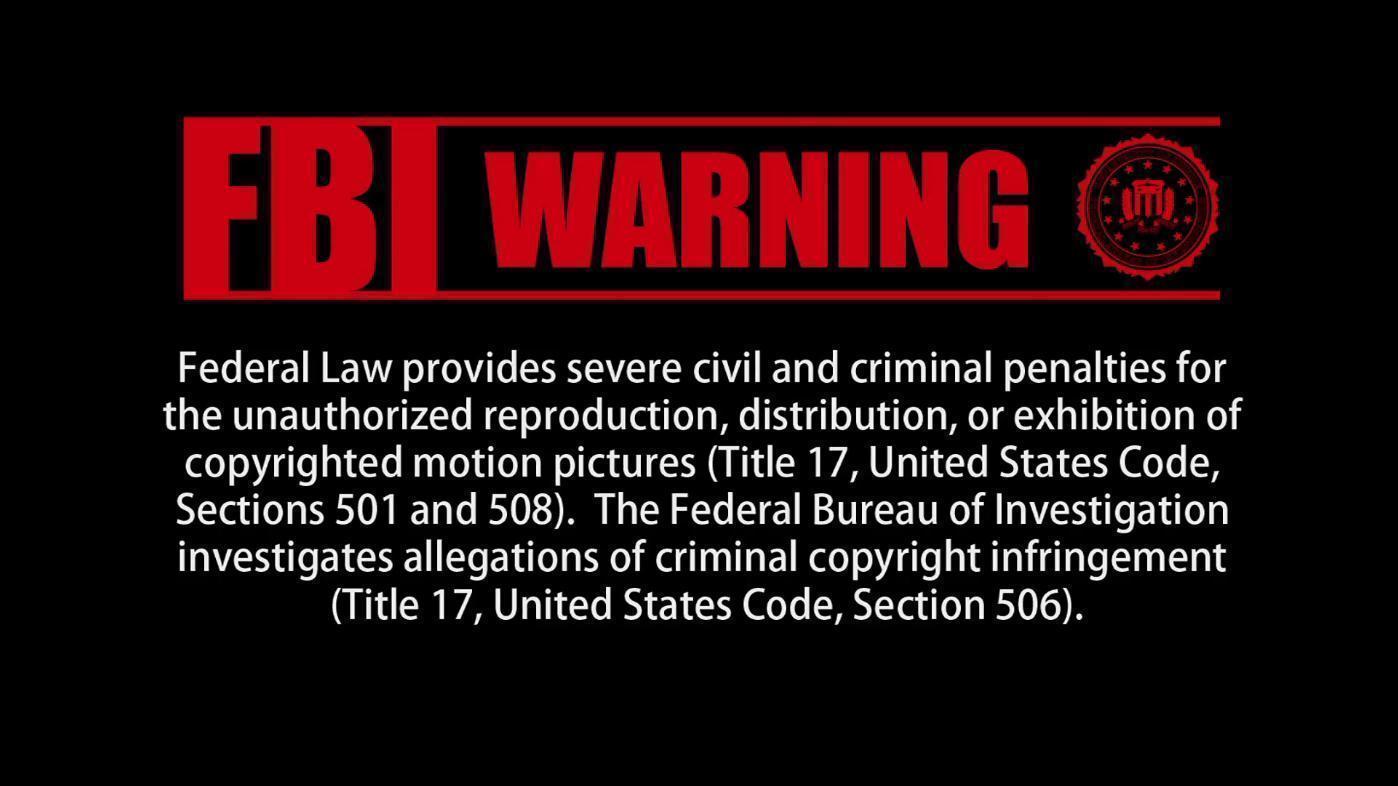 FBI WARNING
Federal Law provides severe civil and criminal penalties for
the unauthorized reproduction, distribution, or exhibition of
copyrighted motion pictures (Title 17, United States Code,
Sections 501 and 508).  The Federal Bureau of Investigation
investigates allegations of criminal copyright infringement
(Title 17, United States Code, Section 506).